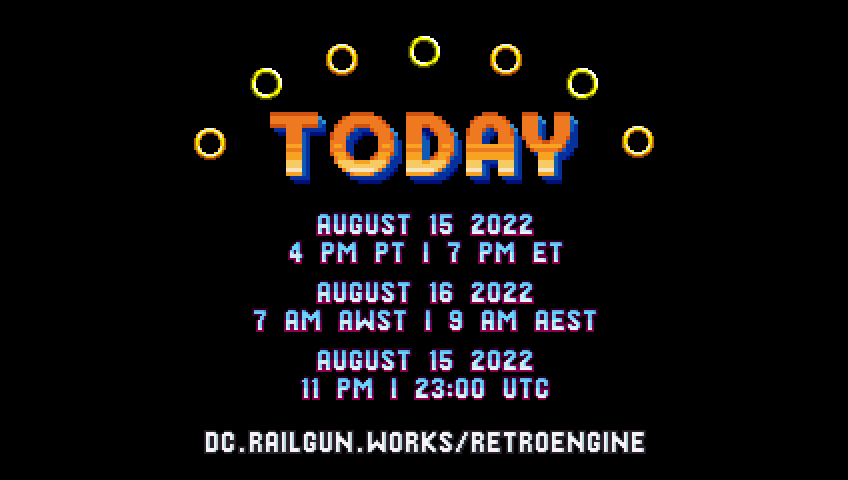 TODAY
AUGUST 15 2022
4 PM PT | 7 PM ET
AUGUST 16 2022
7 AM AWST | 9 AM AEST
AUGUST 15 2022
11 PM | 23:00 UTC
DC.RAILGUN.WORKS/RETROENGINE